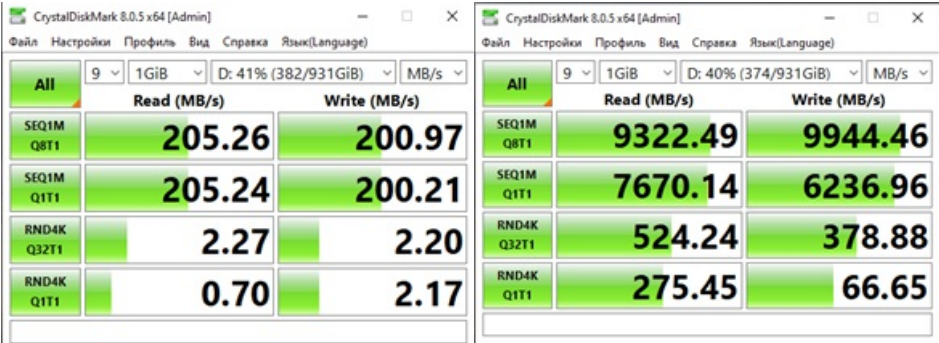 CrystalDiskMark 8.0.5 x64 [Admin]
Файл Настройки Профиль Вид Справка Язык(Language)
All 9 1GiB D: 41% (382/931GiB) MB/s
Read (MB/s) Write (MB/s)
SEQ1M Q8T1 205.26 200.97
SEQ1M Q1T1 205.24 200.21
RND4K Q32T1 2.27 2.20
RND4K Q1T1 0.70 2.17
CrystalDiskMark 8.0.5 x64 [Admin]
Файл Настройки Профиль Вид Справка Язык(Language)
All 9 1GiB D: 40% (374/931GiB) MB/s
Read (MB/s) Write (MB/s)
SEQ1M Q8T1 9322.49 9944.46
SEQ1M Q1T1 7670.14 6236.96
RND4K Q32T1 524.24 378.88
RND4K Q1T1 275.45 66.65